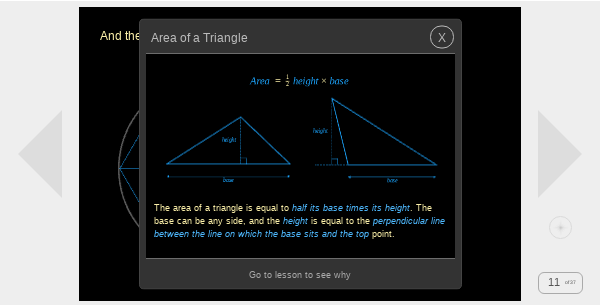 And the
Area of a Triangle
X
Area = 1/2 height × base
height
base
height
base
The area of a triangle is equal to half its base times its height. The
base can be any side, and the height is equal to the perpendicular line
between the line on which the base sits and the top point.
Go to lesson to see why
11 of 37